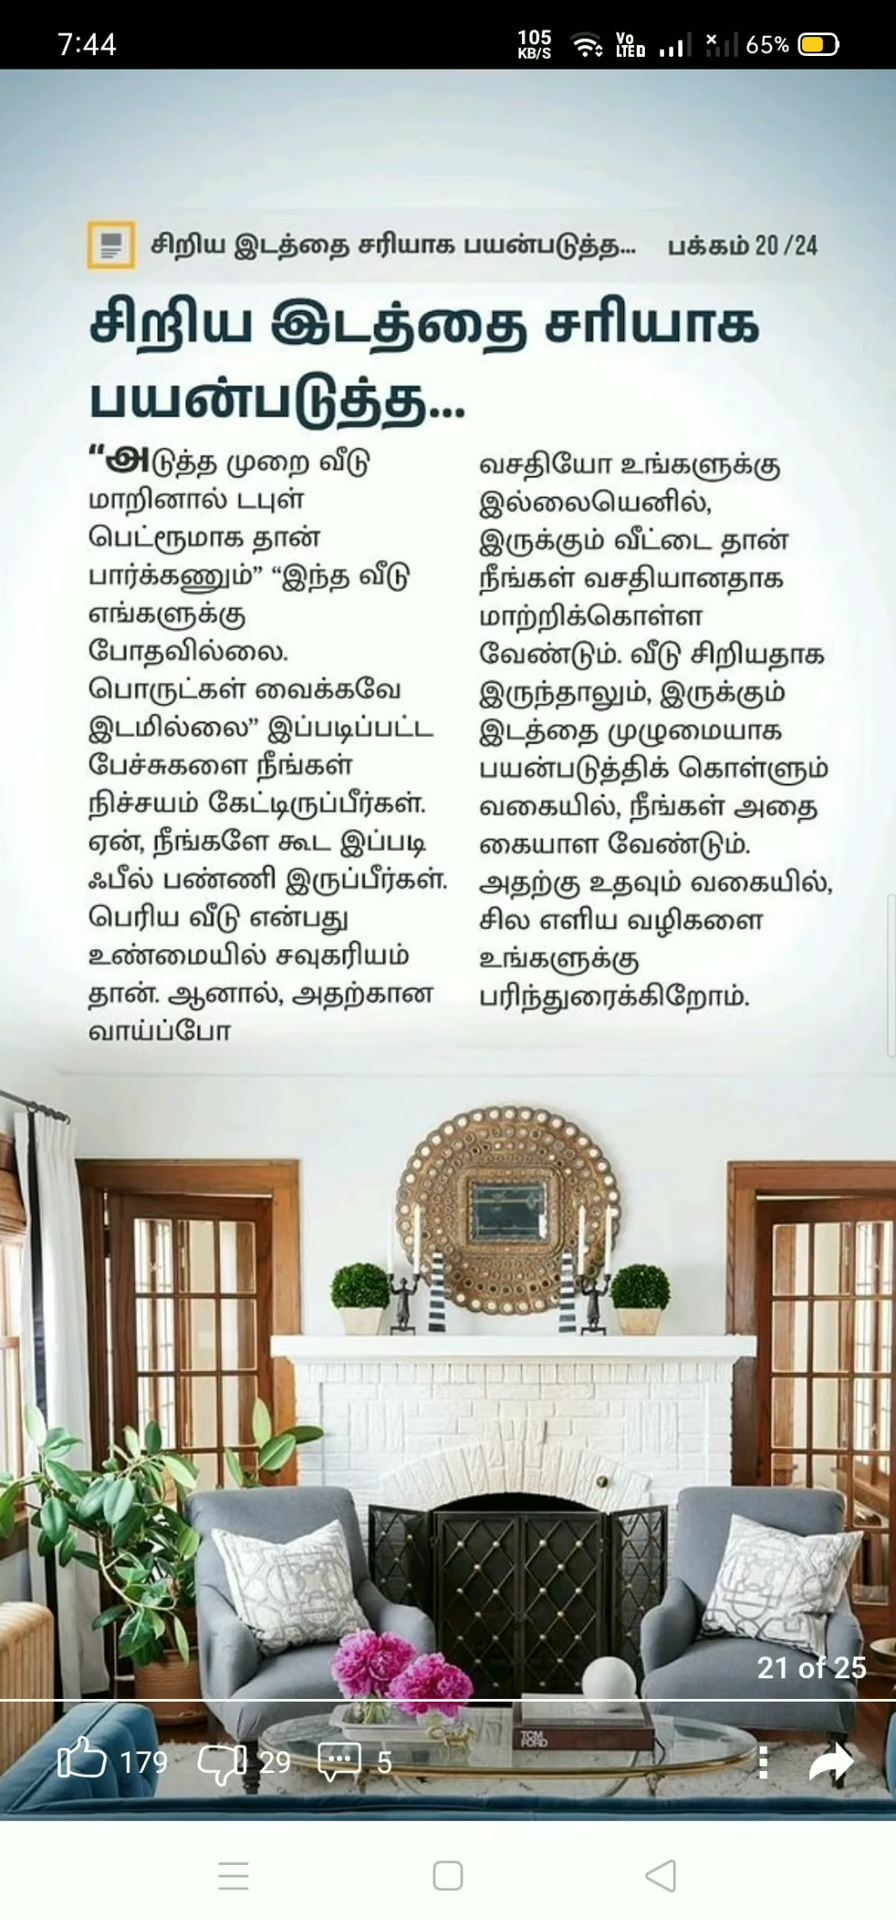 7:44
105
KB/S
Vo
LTE
65%
சிறிய இடத்தை சரியாக பயன்படுத்த... பக்கம் 20 /24
சிறிய இடத்தை சரியாக
பயன்படுத்த...
“அடுத்த முறை வீடு
மாறினால் டபுள்
பெட்ரூமாக தான்
பார்க்கணும்” “இந்த வீடு
எங்களுக்கு
போதவில்லை.
பொருட்கள் வைக்கவே
இடமில்லை” இப்படிப்பட்ட
பேச்சுகளை நீங்கள்
நிச்சயம் கேட்டிருப்பீர்கள்.
ஏன், நீங்களே கூட இப்படி
ஃபீல் பண்ணி இருப்பீர்கள்.
பெரிய வீடு என்பது
உண்மையில் சவுகரியம்
தான். ஆனால், அதற்கான
வாய்ப்போ
வசதியோ உங்களுக்கு
இல்லையெனில்,
இருக்கும் வீட்டை தான்
நீங்கள் வசதியானதாக
மாற்றிக்கொள்ள
வேண்டும். வீடு சிறியதாக
இருந்தாலும், இருக்கும்
இடத்தை முழுமையாக
பயன்படுத்திக் கொள்ளும்
வகையில், நீங்கள் அதை
கையாள வேண்டும்.
அதற்கு உதவும் வகையில்,
சில எளிய வழிகளை
உங்களுக்கு
பரிந்துரைக்கிறோம்.
21 of 25
TOM
FORD
179 29 5